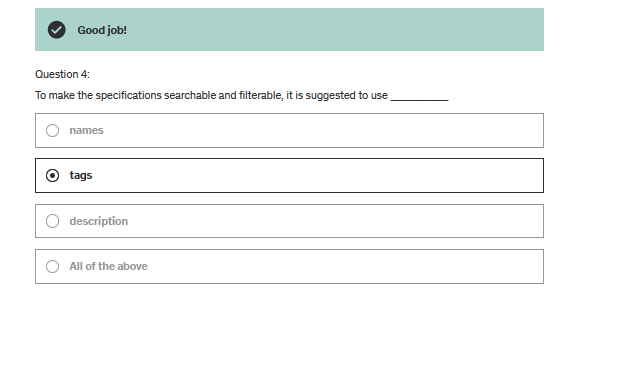 Good job!
Question 4:
To make the specifications searchable and filterable, it is suggested to use __________
names
tags
description
All of the above